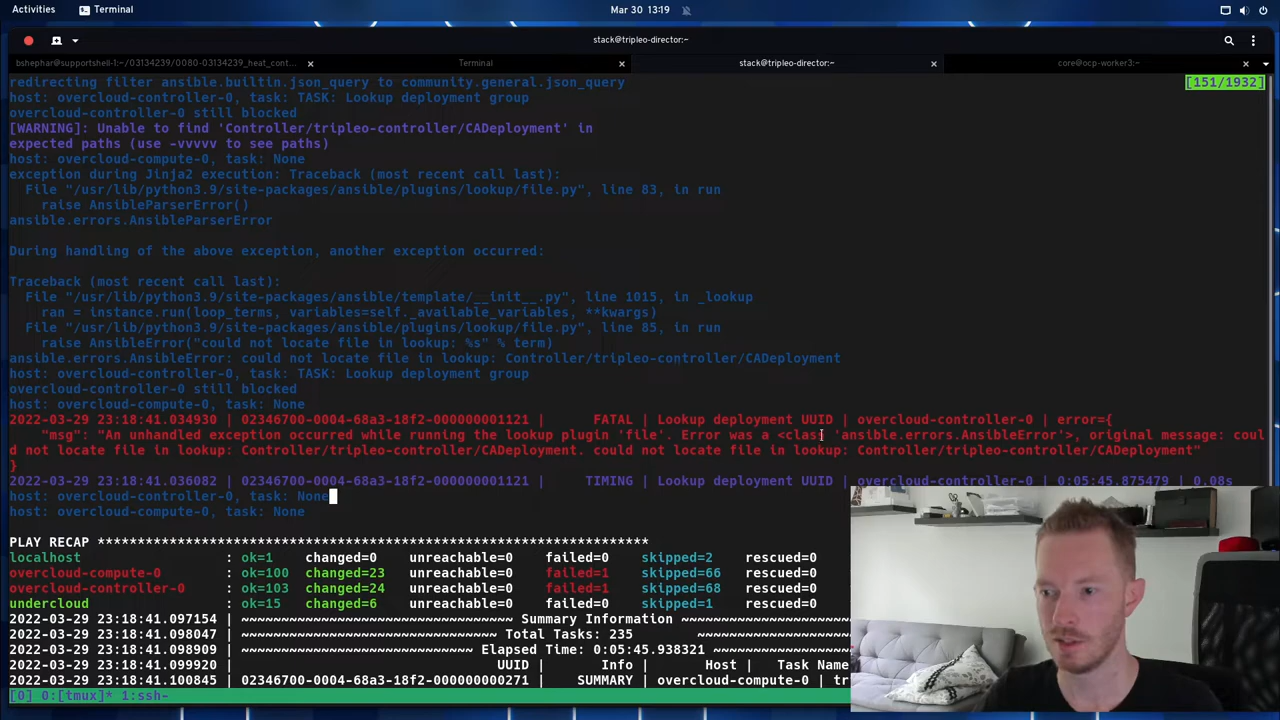 Activities
Terminal
Mar 30 13:19
stack@tripleo-director:~
bshephar@supportshell-1:~/03134239/0080-03134239_heat_cont...
Terminal
stack@tripleo-director:~
core@ocp-worker3:~
redirecting filter ansible.builtin.json_query to community.general.json_query
[151/1932]
host: overcloud-controller-0, task: TASK: Lookup deployment group
overcloud-controller-0 still blocked
[WARNING]: Unable to find 'Controller/tripleo-controller/CADeployment' in
expected paths (use -vvvvv to see paths)
host: overcloud-compute-0, task: None
exception during Jinja2 execution: Traceback (most recent call last):
File "/usr/lib/python3.9/site-packages/ansible/plugins/lookup/file.py", line 83, in run
raise AnsibleParserError()
ansible.errors.AnsibleParserError
During handling of the above exception, another exception occurred:
Traceback (most recent call last):
File "/usr/lib/python3.9/site-packages/ansible/template/__init__.py", line 1015, in _lookup
ran = instance.run(loop_terms, variables=self._available_variables, **kwargs)
File "/usr/lib/python3.9/site-packages/ansible/plugins/lookup/file.py", line 85, in run
raise AnsibleError("could not locate file in lookup: %s" % term)
ansible.errors.AnsibleError: could not locate file in lookup: Controller/tripleo-controller/CADeployment
host: overcloud-controller-0, task: TASK: Lookup deployment group
overcloud-controller-0 still blocked
host: overcloud-compute-0, task: None
2022-03-29 23:18:41.034930 | 02346700-0004-68a3-18f2-000000001121 | FATAL | Lookup deployment UUID | overcloud-controller-0 | error={
"msg": "An unhandled exception occurred while running the lookup plugin 'file'. Error was a <class 'ansible.errors.AnsibleError'>, original message: coul
d not locate file in lookup: Controller/tripleo-controller/CADeployment. could not locate file in lookup: Controller/tripleo-controller/CADeployment"
}
2022-03-29 23:18:41.036082 | 02346700-0004-68a3-18f2-000000001121 | TIMING | Lookup deployment UUID | overcloud-controller-0 | 0:05:45.875479 | 0.08s
host: overcloud-controller-0, task: None
host: overcloud-compute-0, task: None
PLAY RECAP *********************************************************************
localhost : ok=1 changed=0 unreachable=0 failed=0 skipped=2 rescued=0
overcloud-compute-0 : ok=100 changed=23 unreachable=0 failed=1 skipped=66 rescued=0
overcloud-controller-0 : ok=103 changed=24 unreachable=0 failed=1 skipped=68 rescued=0
undercloud : ok=15 changed=6 unreachable=0 failed=0 skipped=1 rescued=0
2022-03-29 23:18:41.097154 | ~~~~~~~~~~~~~~~~~~~~~~~~~~~~~~~~~~~~ Summary Information ~~~~~~~~~~~~~~~~~~~~
2022-03-29 23:18:41.098047 | ~~~~~~~~~~~~~~~~~~~~~~~~~~~~~~~~~~ Total Tasks: 235 ~~~~~~~~~~~~~~~~~~~~
2022-03-29 23:18:41.098909 | ~~~~~~~~~~~~~~~~~~~~~~~~~~~~~~~ Elapsed Time: 0:05:45.938321 ~~~~~~~~~~~~~~~~~~
2022-03-29 23:18:41.099920 | UUID | Info | Host | Task Name
2022-03-29 23:18:41.100845 | 02346700-0004-68a3-18f2-000000000271 | SUMMARY | overcloud-compute-0 | tr
[0] 0:[tmux]* 1:ssh-